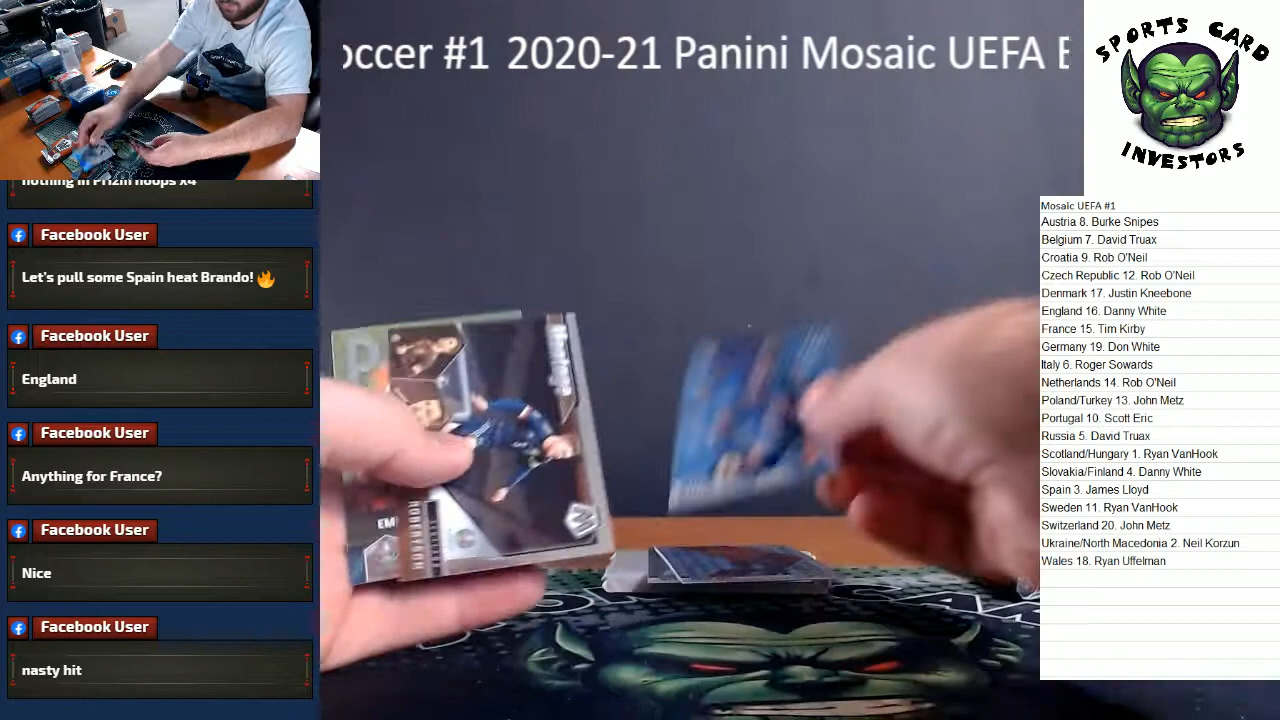 occer #1 2020-21 Panini Mosaic UEFA E
SPORTS CARD
INVESTORS
nothing in Prizm hoops x4
Facebook User
Let's pull some Spain heat Brando! 🔥
Facebook User
England
Facebook User
Anything for France?
Facebook User
Nice
Facebook User
nasty hit
Mosaic UEFA #1
Austria 8. Burke Snipes
Belgium 7. David Truax
Croatia 9. Rob O'Neil
Czech Republic 12. Rob O'Neil
Denmark 17. Justin Kneebone
England 16. Danny White
France 15. Tim Kirby
Germany 19. Don White
Italy 6. Roger Sowards
Netherlands 14. Rob O'Neil
Poland/Turkey 13. John Metz
Portugal 10. Scott Eric
Russia 5. David Truax
Scotland/Hungary 1. Ryan VanHook
Slovakia/Finland 4. Danny White
Spain 3. James Lloyd
Sweden 11. Ryan VanHook
Switzerland 20. John Metz
Ukraine/North Macedonia 2. Neil Korzun
Wales 18. Ryan Uffelman
ROBERTSON